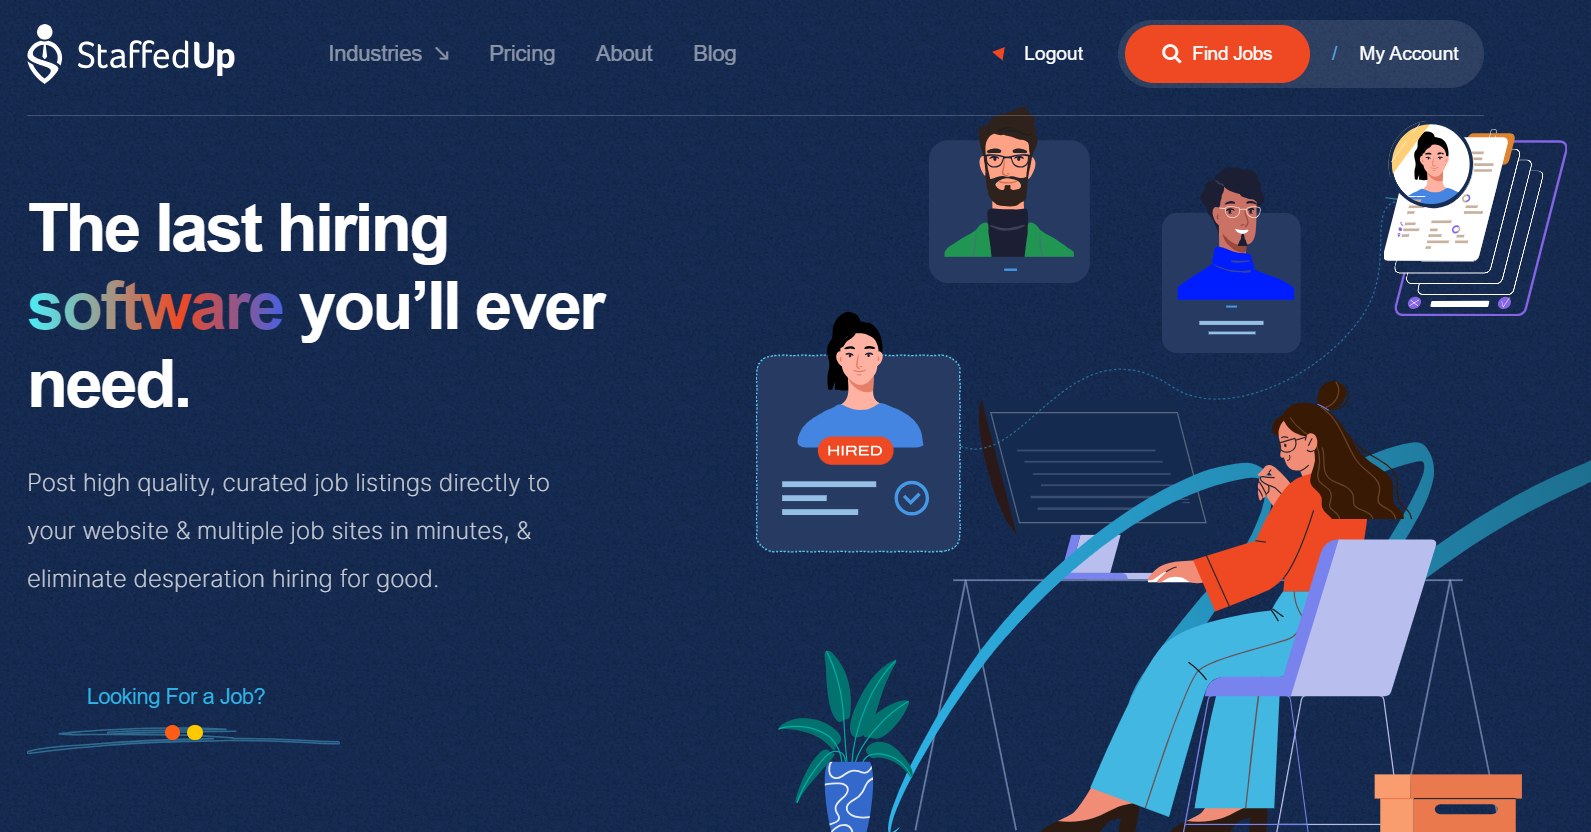 StaffedUp
Industries
Pricing
About
Blog
Logout
Find Jobs
/
My Account
The last hiring
software you’ll ever
need.
Post high quality, curated job listings directly to
your website & multiple job sites in minutes, &
eliminate desperation hiring for good.
Looking For a Job?
HIRED